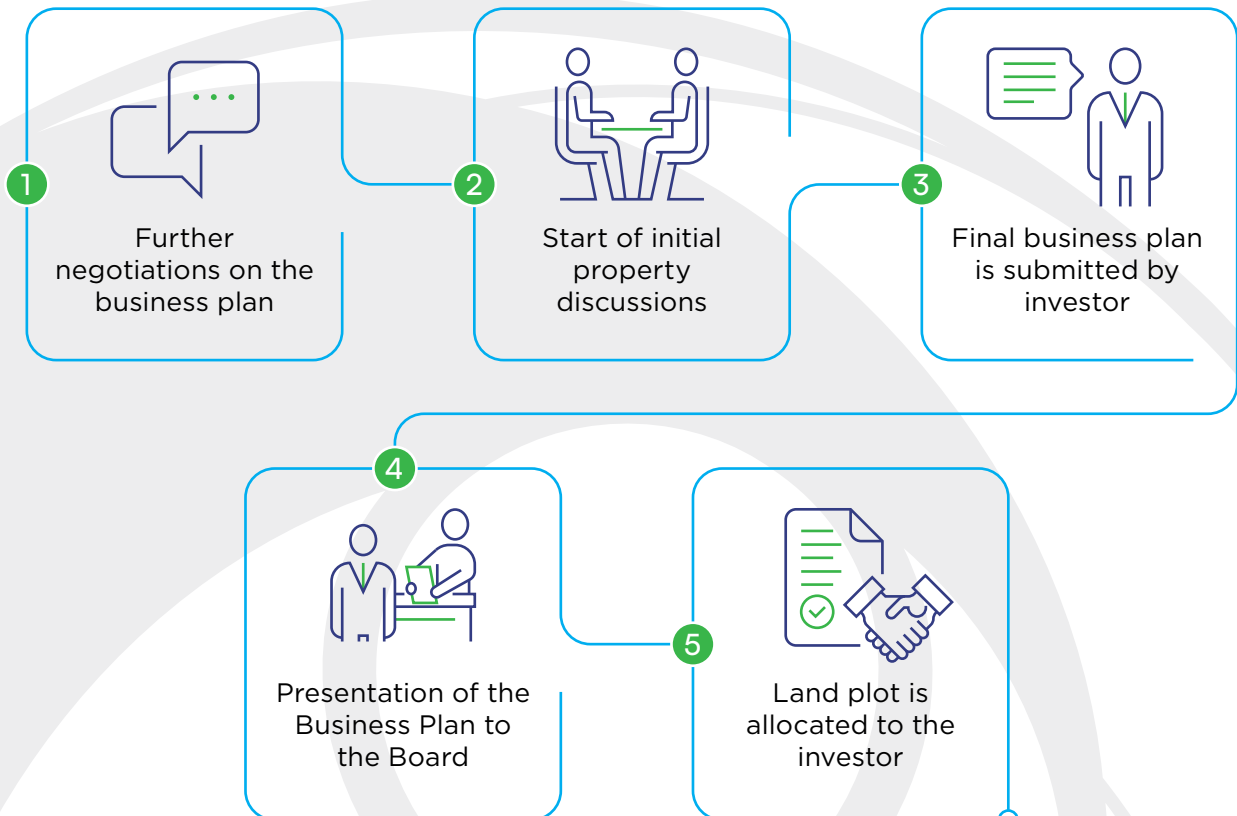 1
Further
negotiations on the
business plan
2
Start of initial
property
discussions
3
Final business plan
is submitted by
investor
4
Presentation of the
Business Plan to
the Board
5
Land plot is
allocated to the
investor